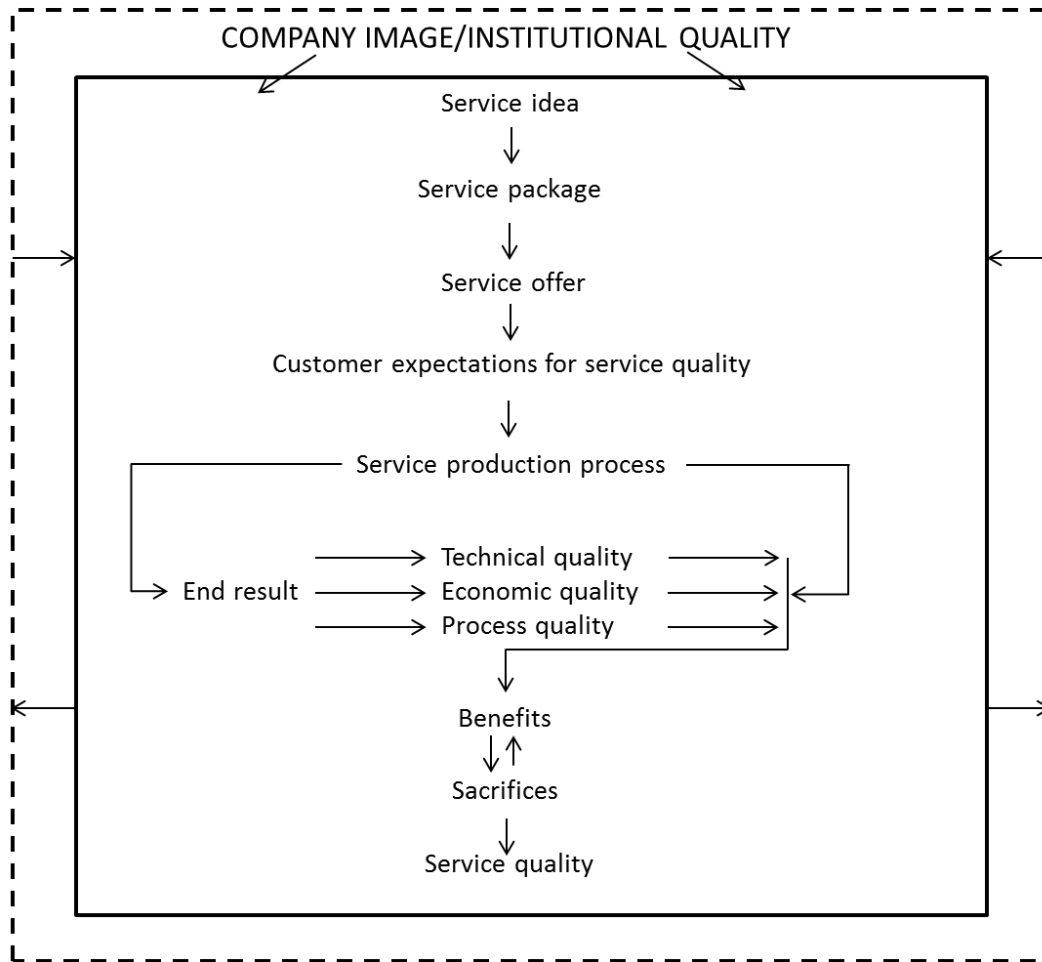 COMPANY IMAGE/INSTITUTIONAL QUALITY
Service idea
Service package
Service offer
Customer expectations for service quality
Service production process
Technical quality
End result
Economic quality
Process quality
Benefits
Sacrifices
Service quality